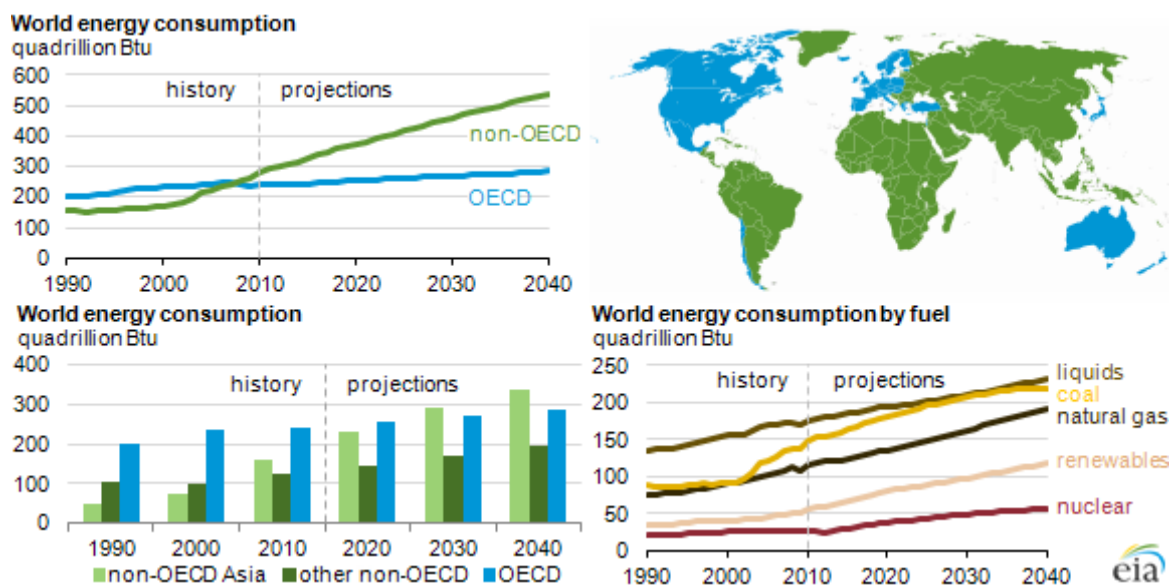 World energy consumption
quadrillion Btu
600
500
400
300
200
100
0
history
projections
non-OECD
OECD
1990 2000 2010 2020 2030 2040
World energy consumption
quadrillion Btu
400
300
200
100
0
history
projections
1990 2000 2010 2020 2030 2040
non-OECD Asia other non-OECD OECD
World energy consumption by fuel
quadrillion Btu
250
200
150
100
50
0
history
projections
liquids
coal
natural gas
renewables
nuclear
1990 2000 2010 2020 2030 2040
eia